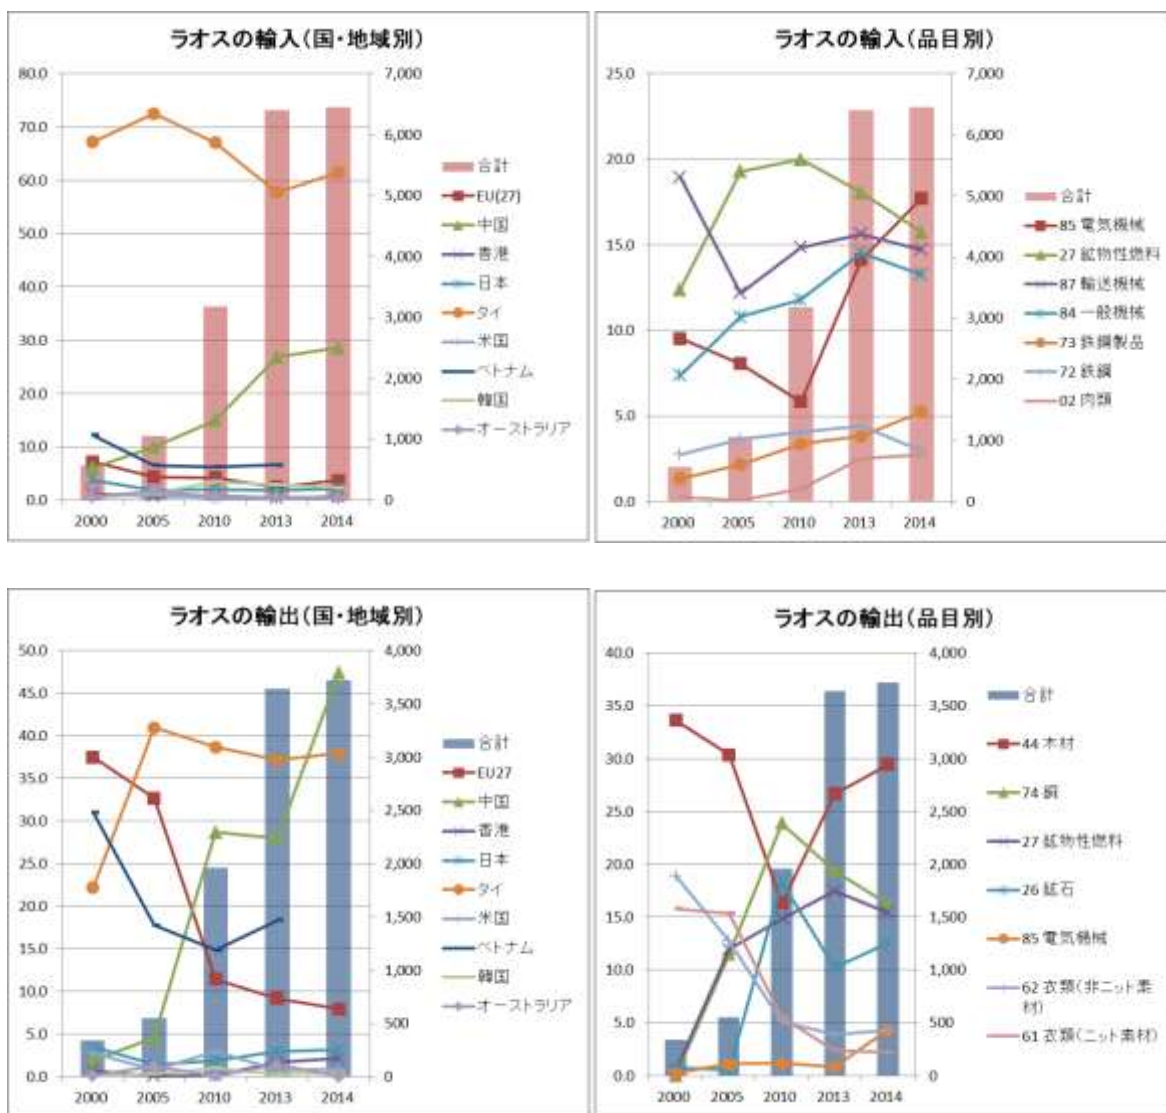 ラオスの輸入(国・地域別)
80.0
70.0
60.0
50.0
40.0
30.0
20.0
10.0
0.0
7,000
6,000
5,000
4,000
3,000
2,000
1,000
0
2000 2005 2010 2013 2014
合計
EU(27)
中国
香港
日本
タイ
米国
ベトナム
韓国
オーストラリア
ラオスの輸入(品目別)
25.0
20.0
15.0
10.0
5.0
0.0
7,000
6,000
5,000
4,000
3,000
2,000
1,000
0
2000 2005 2010 2013 2014
合計
85 電気機械
27 鉱物性燃料
87 輸送機械
84 一般機械
73 鉄鋼製品
72 鉄鋼
02 肉類
ラオスの輸出(国・地域別)
50.0
45.0
40.0
35.0
30.0
25.0
20.0
15.0
10.0
5.0
0.0
4,000
3,500
3,000
2,500
2,000
1,500
1,000
500
0
2000 2005 2010 2013 2014
合計
EU27
中国
香港
日本
タイ
米国
ベトナム
韓国
オーストラリア
ラオスの輸出(品目別)
40.0
35.0
30.0
25.0
20.0
15.0
10.0
5.0
0.0
4,000
3,500
3,000
2,500
2,000
1,500
1,000
500
0
2000 2005 2010 2013 2014
合計
44 木材
74 銅
27 鉱物性燃料
26 鉱石
85 電気機械
62 衣類(非ニット素
材)
61 衣類(ニット素材)